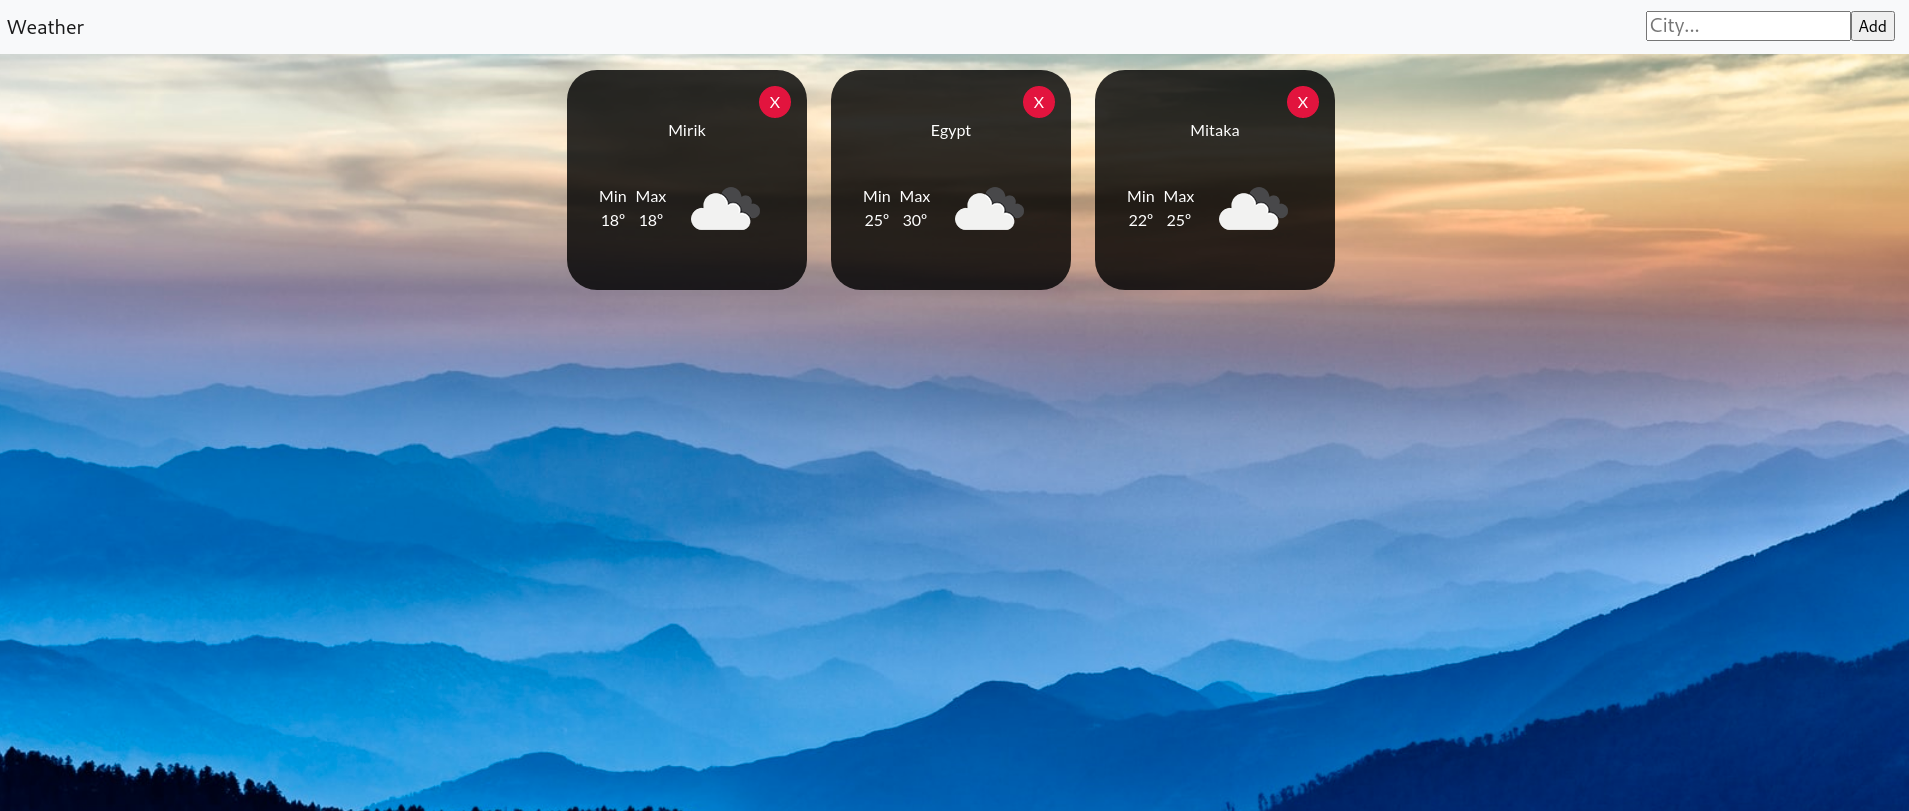 Weather
City...
Add
X
Mirik
Min Max
18° 18°
X
Egypt
Min Max
25° 30°
X
Mitaka
Min Max
22° 25°